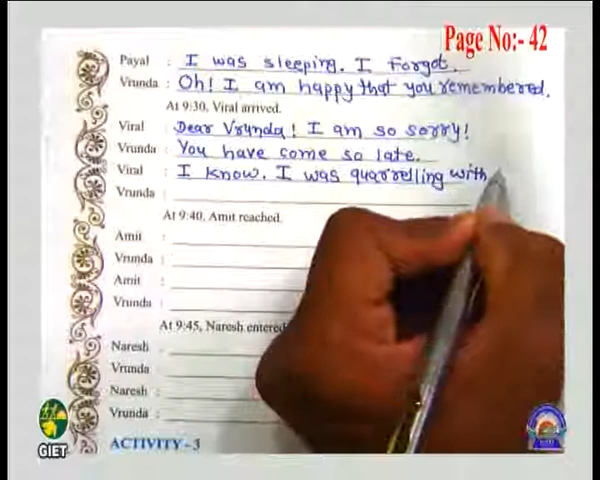 Page No:- 42
Payal : I was sleeping. I forgot.
Vrunda : Oh! I am happy that you remembered.
At 9:30, Viral arrived.
Viral : Dear Vrunda! I am so sorry!
Vrunda : You have come so late.
Viral : I know. I was quarrelling with
Vrunda :
At 9:40, Amit reached.
Amit :
Vrunda :
Amit :
Vrunda :
At 9:45, Naresh entered
Naresh :
Vrunda :
Naresh :
Vrunda :
ACTIVITY - 3
GIET